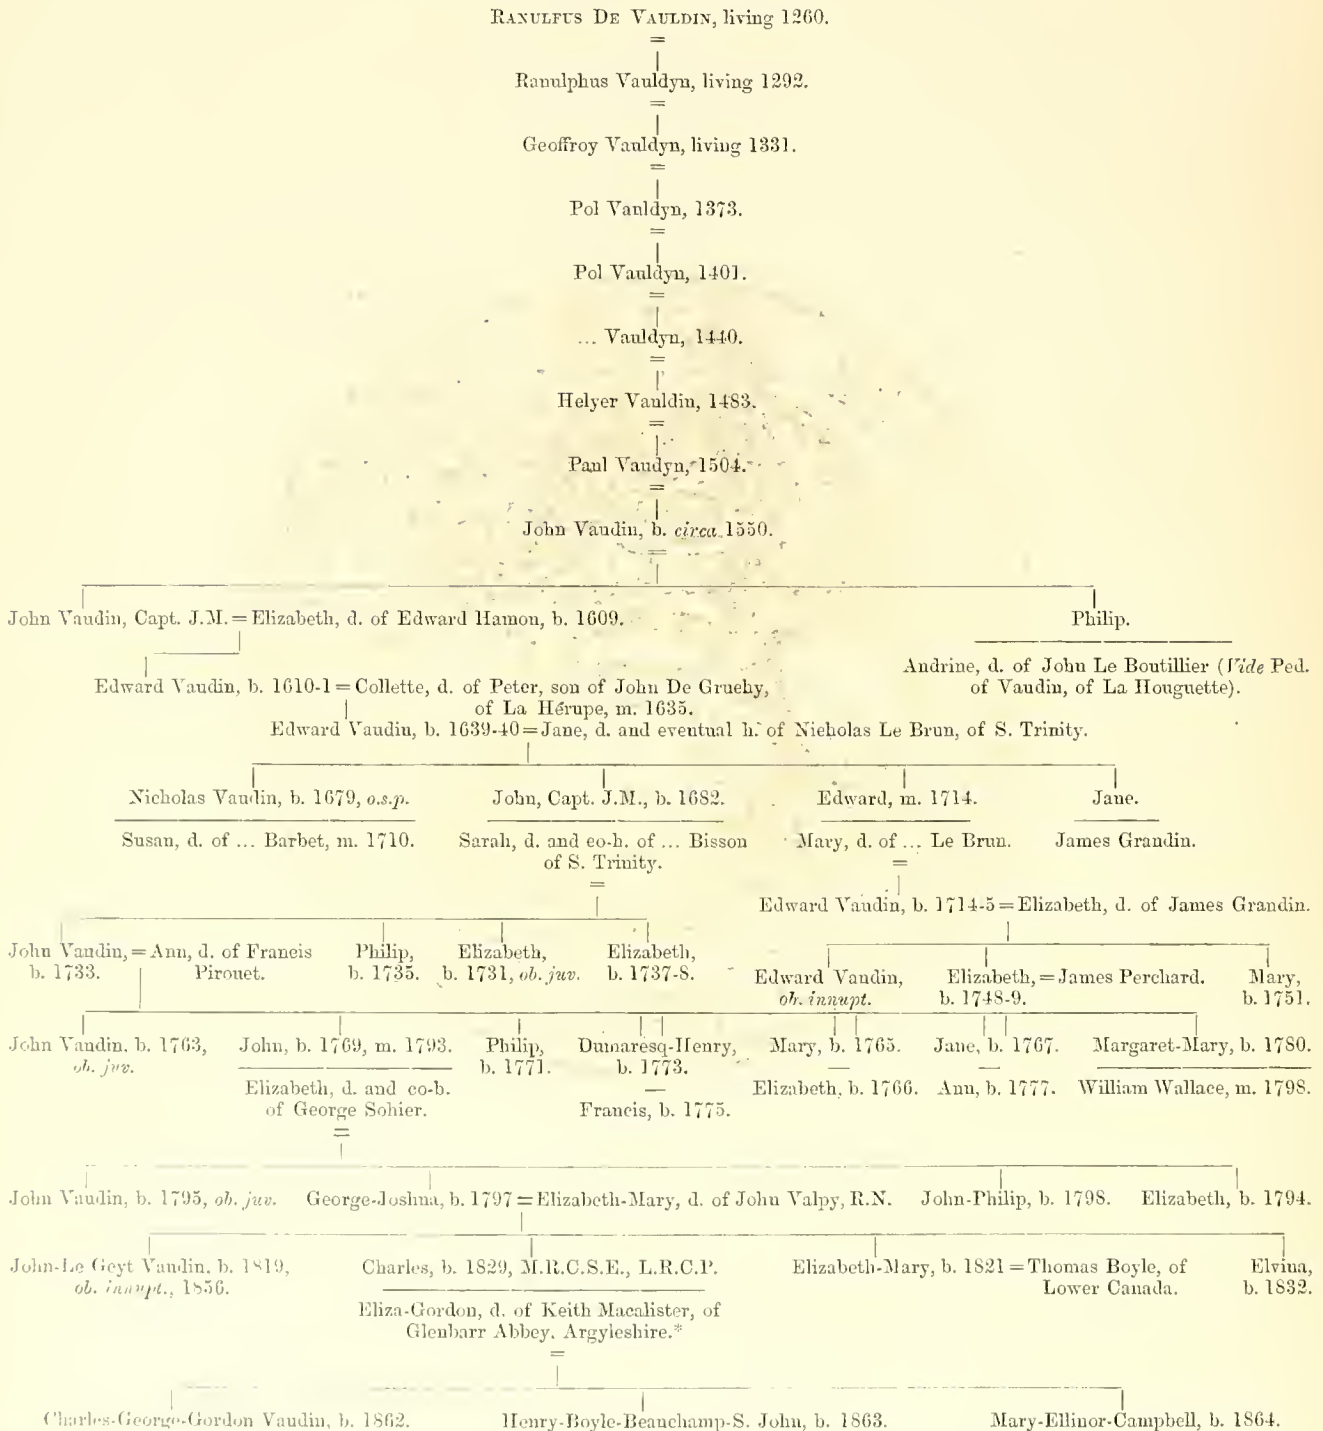 RANULFUS DE VAULDIN, living 1260.
=
Ranulphus Vauldyn, living 1292.
=
Geoffroy Vauldyn, living 1331.
=
Pol Vauldyn, 1373.
=
Pol Vauldyn, 1401.
=
... Vauldyn, 1440.
=
Helyer Vauldin, 1483.
=
Paul Vaudyn, 1504.
=
John Vaudin, b. circa 1550.
=
John Vaudin, Capt. J.M. = Elizabeth, d. of Edward Hamon, b. 1609. Philip.
Andrine, d. of John Le Boutillier (Vide Ped.
of Vaudin, of La Houguette).
Edward Vaudin, b. 1610-1 = Collette, d. of Peter, son of John De Gruchy,
of La Hérupe, m. 1635.
Edward Vaudin, b. 1639-40 = Jane, d. and eventual h. of Nicholas Le Brun, of S. Trinity.
Nicholas Vaudin, b. 1679, o.s.p. John, Capt. J.M., b. 1682. Edward, m. 1714. Jane.
Susan, d. of ... Barbet, m. 1710. Sarah, d. and co-h. of ... Bisson Mary, d. of ... Le Brun. James Grandin.
of S. Trinity. =
=
Edward Vaudin, b. 1714-5 = Elizabeth, d. of James Grandin.
John Vaudin, = Ann, d. of Francis Philip, Elizabeth, Elizabeth,
b. 1733. Pirouet. b. 1735. b. 1731, ob. juv. b. 1737-8.
Edward Vaudin, Elizabeth, = James Perchard. Mary,
ob. innupt. b. 1748-9. b. 1751.
John Vaudin, b. 1763, John, b. 1769, m. 1793. Philip, Dumaresq-Henry, Mary, b. 1765. Jane, b. 1767. Margaret-Mary, b. 1780.
ob. juv. b. 1771. b. 1773.
Elizabeth, d. and co-h. Elizabeth, b. 1766. Ann, b. 1777. William Wallace, m. 1798.
of George Sohier. Francis, b. 1775.
=
John Vaudin, b. 1795, ob. juv. George-Joshua, b. 1797 = Elizabeth-Mary, d. of John Valpy, R.N. John-Philip, b. 1798. Elizabeth, b. 1794.
John-Le Geyt Vaudin, b. 1819, Charles, b. 1829, M.R.C.S.E., L.R.C.P. Elizabeth-Mary, b. 1821 = Thomas Boyle, of Elvina,
ob. innupt., 1856. Lower Canada. b. 1832.
Eliza-Gordon, d. of Keith Macalister, of
Glenbarr Abbey, Argyleshire.*
=
Charles-George-Gordon Vaudin, b. 1862. Henry-Boyle-Beauchamp-S. John, b. 1863. Mary-Ellinor-Campbell, b. 1864.